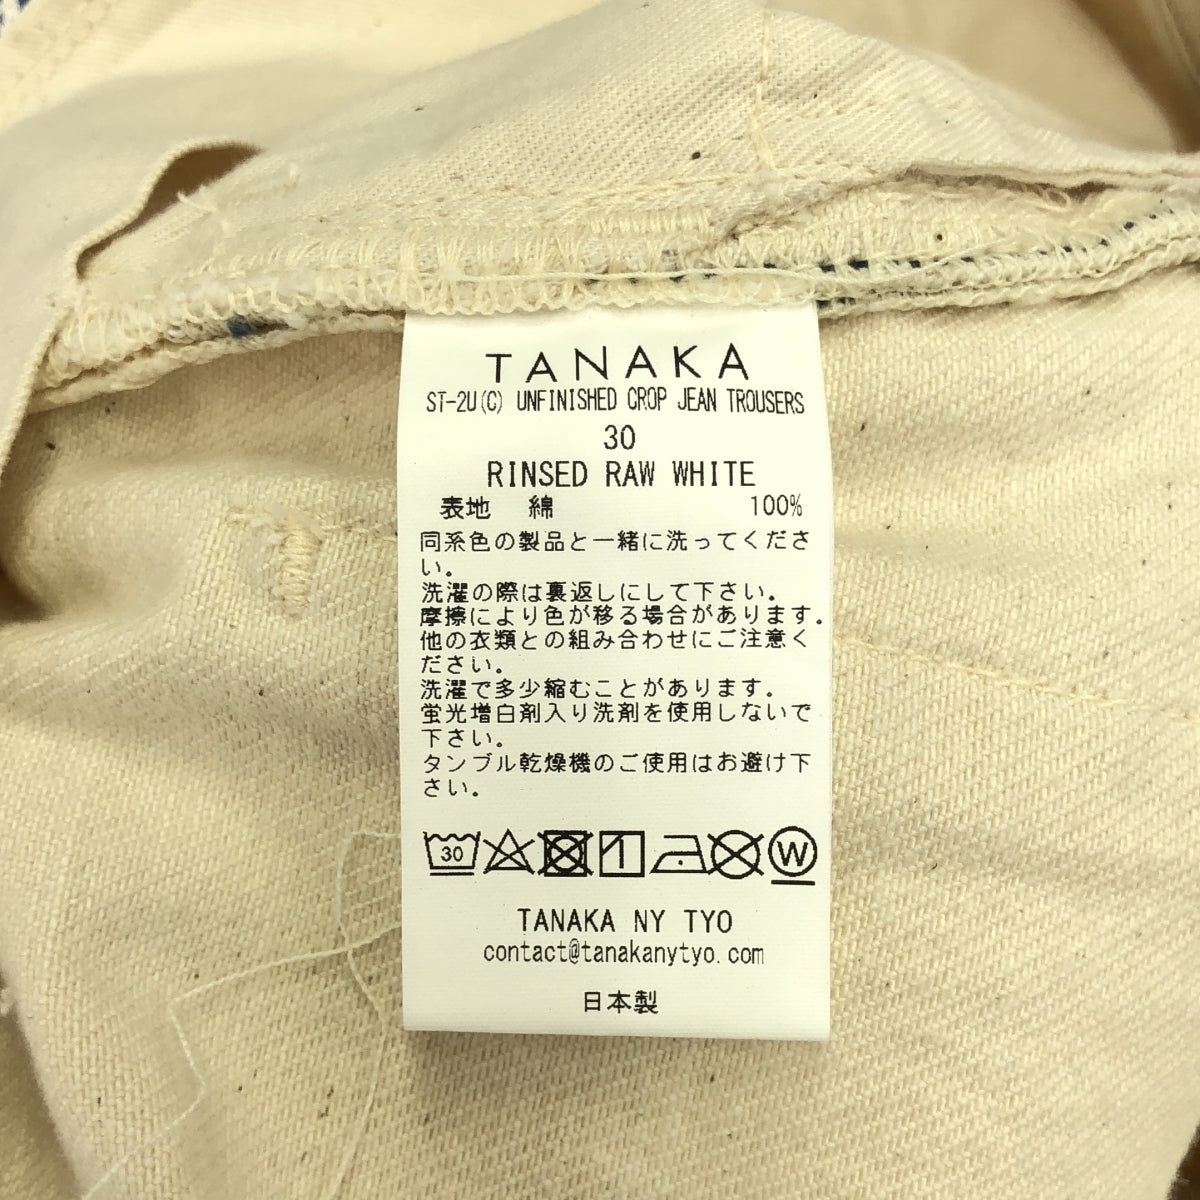 TANAKA
ST-2U(C) UNFINISHED CROP JEAN TROUSERS
30
RINSED RAW WHITE
表地 綿 100%
同系色の製品と一緒に洗ってくださ
い。
洗濯の際は裏返しにして下さい。
摩擦により色が移る場合があります。
他の衣類との組み合わせにご注意く
ださい。
洗濯で多少縮むことがあります。
蛍光増白剤入り洗剤を使用しないで
下さい。
タンブル乾燥機のご使用はお避け下
さい。
30 W
TANAKA NY TYO
contact@tanakanytyo.com
日本製